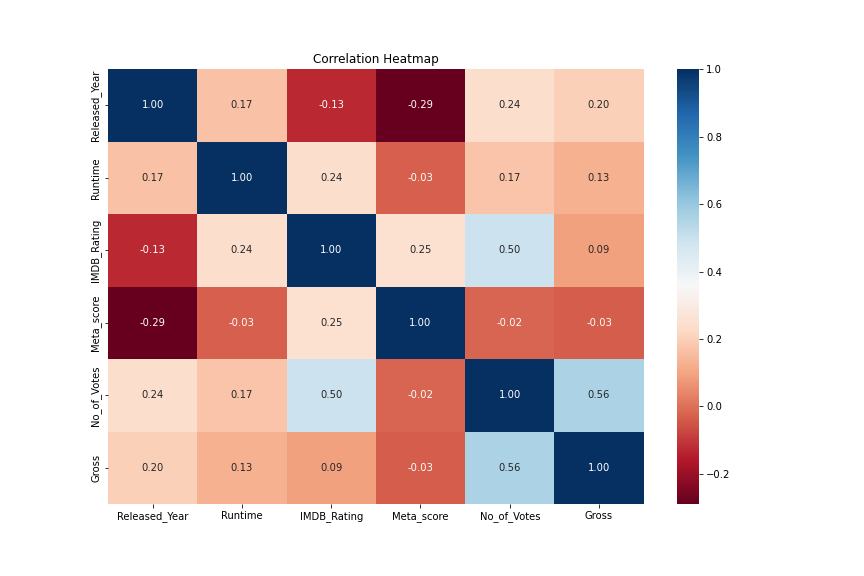 Correlation Heatmap
Released_Year 1.00 0.17 -0.13 -0.29 0.24 0.20
Runtime 0.17 1.00 0.24 -0.03 0.17 0.13
IMDB_Rating -0.13 0.24 1.00 0.25 0.50 0.09
Meta_score -0.29 -0.03 0.25 1.00 -0.02 -0.03
No_of_Votes 0.24 0.17 0.50 -0.02 1.00 0.56
Gross 0.20 0.13 0.09 -0.03 0.56 1.00
Released_Year Runtime IMDB_Rating Meta_score No_of_Votes Gross
1.0
0.8
0.6
0.4
0.2
0.0
−0.2